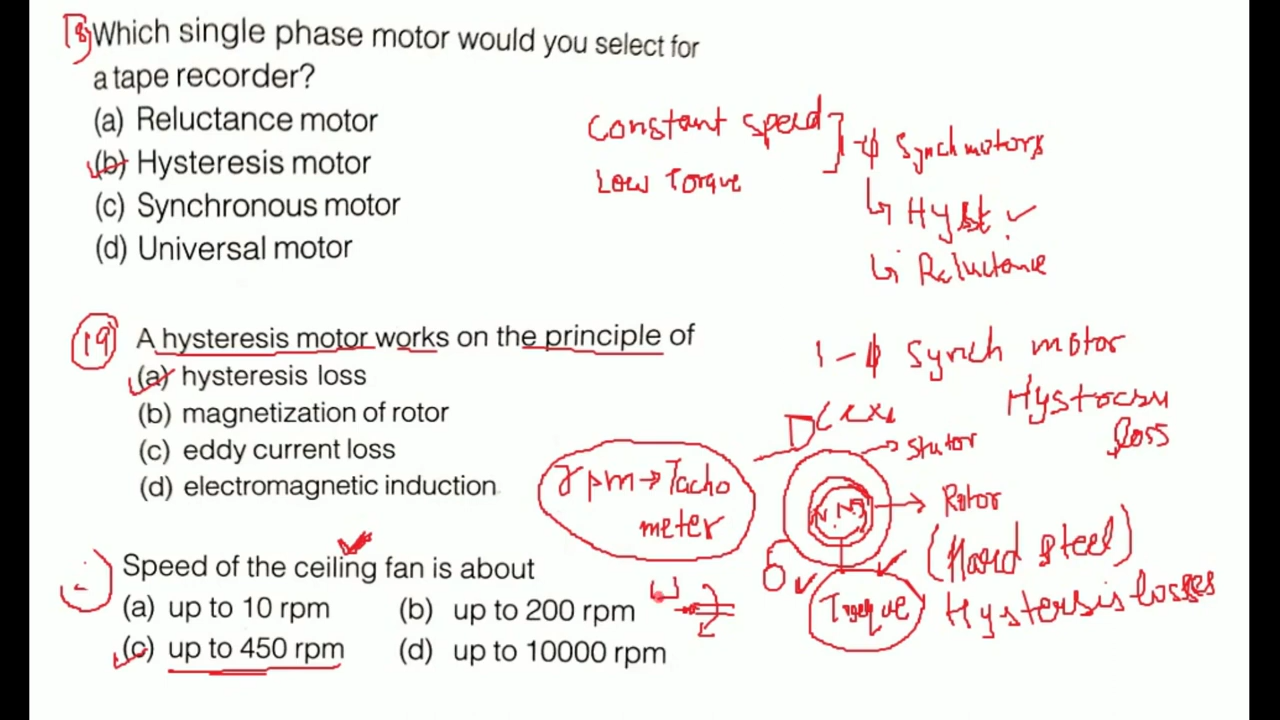 18) Which single phase motor would you select for
a tape recorder?
(a) Reluctance motor
(b) Hysteresis motor
(c) Synchronous motor
(d) Universal motor
Constant speed
Low Torque
1-ϕ Synch motors
↳ Hyst ✓
↳ Reluctance
19 A hysteresis motor works on the principle of
(a) hysteresis loss
(b) magnetization of rotor
(c) eddy current loss
(d) electromagnetic induction
1-ϕ Synch motor
loss
DC
Stator
rpm → Tacho
meter
Rotor
(Hard steel)
Hystersis losses
Speed of the ceiling fan is about
(a) up to 10 rpm (b) up to 200 rpm
(c) up to 450 rpm (d) up to 10000 rpm